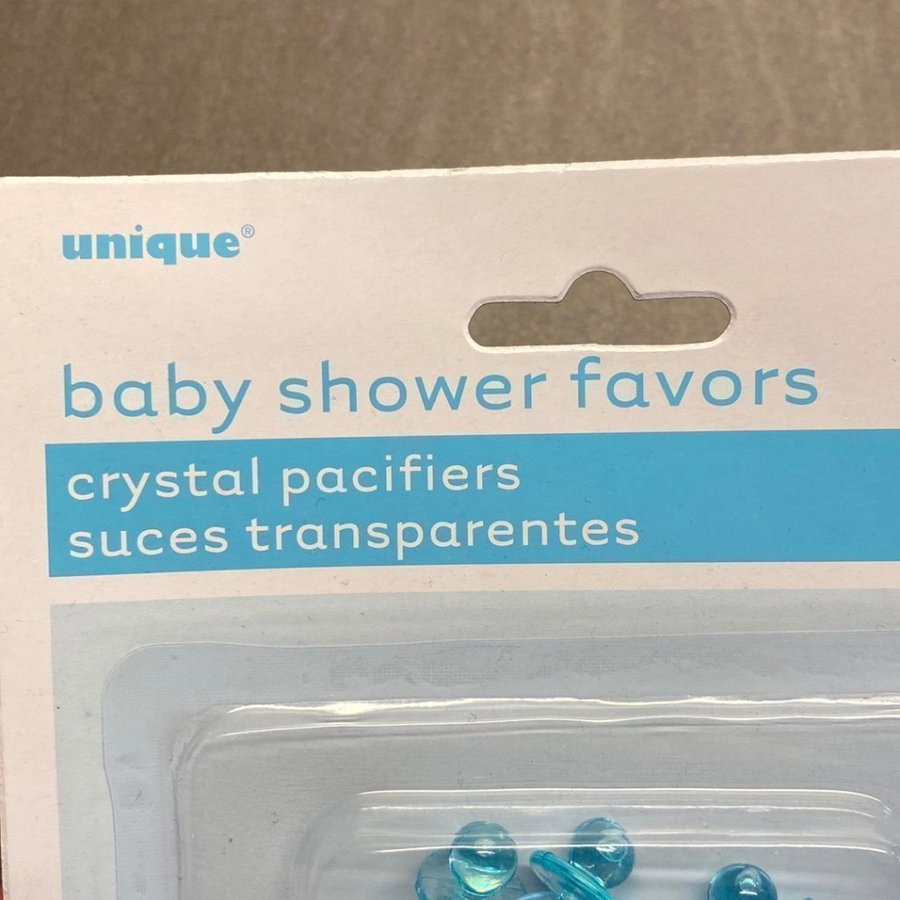 unique®
baby shower favors
crystal pacifiers
suces transparentes